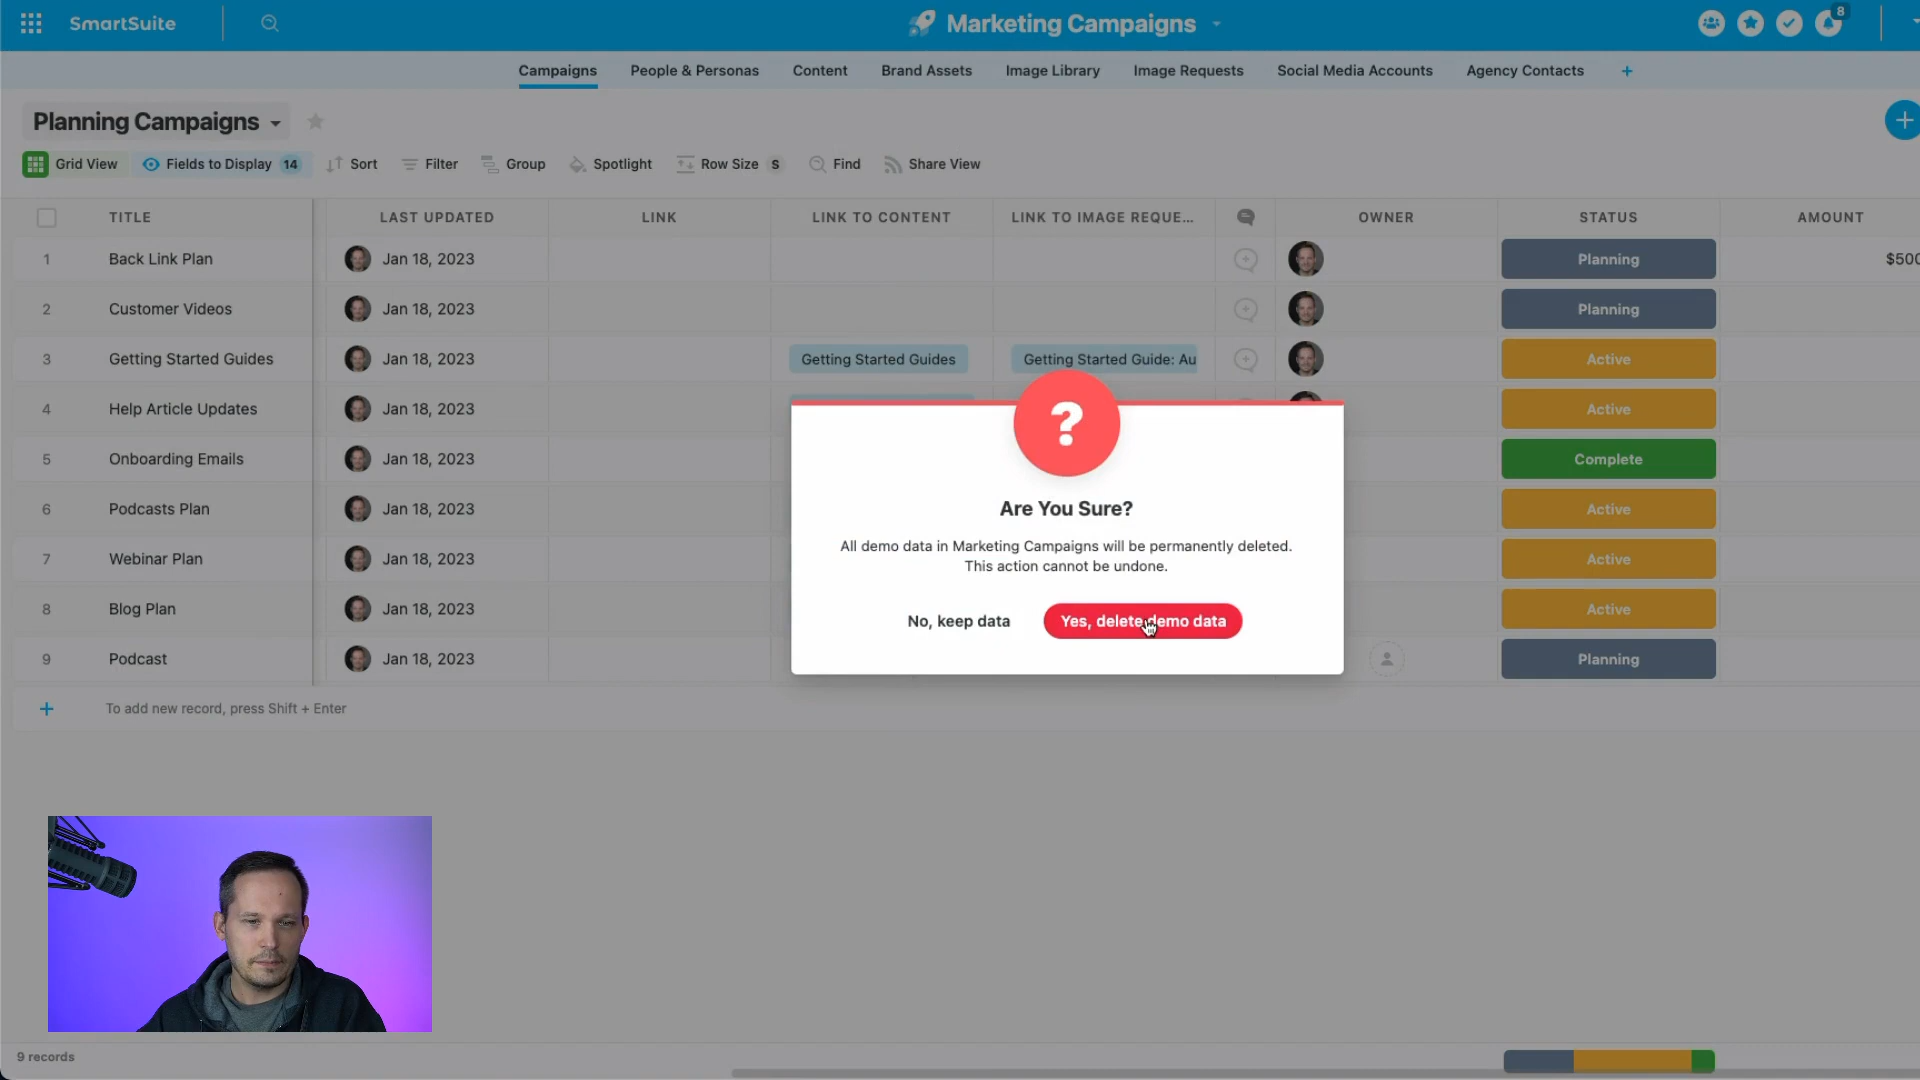 SmartSuite
Marketing Campaigns
8
Campaigns
People & Personas
Content
Brand Assets
Image Library
Image Requests
Social Media Accounts
Agency Contacts
Planning Campaigns
Grid View
Fields to Display 14
Sort
Filter
Group
Spotlight
Row Size S
Find
Share View
TITLE LAST UPDATED LINK LINK TO CONTENT LINK TO IMAGE REQUE... OWNER STATUS AMOUNT
1 Back Link Plan Jan 18, 2023 Planning $500
2 Customer Videos Jan 18, 2023 Planning
3 Getting Started Guides Jan 18, 2023 Getting Started Guides Getting Started Guide: Au Active
4 Help Article Updates Jan 18, 2023 Active
5 Onboarding Emails Jan 18, 2023 Complete
6 Podcasts Plan Jan 18, 2023 Active
7 Webinar Plan Jan 18, 2023 Active
8 Blog Plan Jan 18, 2023 Active
9 Podcast Jan 18, 2023 Planning
To add new record, press Shift + Enter
?
Are You Sure?
All demo data in Marketing Campaigns will be permanently deleted.
This action cannot be undone.
No, keep data
Yes, delete demo data
9 records